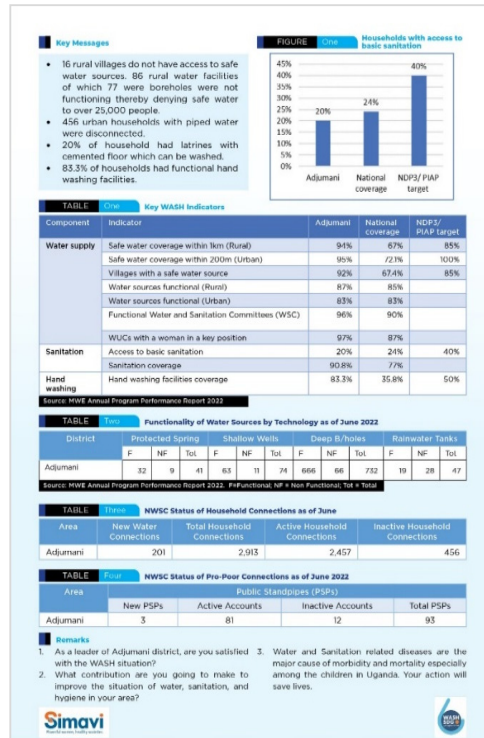 Key Messages
• 16 rural villages do not have access to safe
water sources. 86 rural water facilities
of which 77 were boreholes were not
functioning thereby denying safe water
to over 25,000 people.
• 456 urban households with piped water
were disconnected.
• 20% of household had latrines with
cemented floor which can be washed.
• 83.3% of households had functional hand
washing facilities.
FIGURE One Households with access to
basic sanitation
45%
40%
35%
30%
25%
20%
15%
10%
5%
0%
20%
24%
40%
Adjumani National NDP3/ PIAP
coverage target
TABLE One Key WASH Indicators
Component Indicator Adjumani National NDP3/
coverage PIAP target
Water supply Safe water coverage within 1km (Rural) 94% 67% 85%
Safe water coverage within 200m (Urban) 95% 72.1% 100%
Villages with a safe water source 92% 67.4% 85%
Water sources functional (Rural) 87% 85%
Water sources functional (Urban) 83% 83%
Functional Water and Sanitation Committees (WSC) 96% 90%
WUCs with a woman in a key position 97% 87%
Sanitation Access to basic sanitation 20% 24% 40%
Sanitation coverage 90.8% 77%
Hand Hand washing facilities coverage 83.3% 35.8% 50%
washing
Source: MWE Annual Program Performance Report 2022
TABLE Two Functionality of Water Sources by Technology as of June 2022
District Protected Spring Shallow Wells Deep B/holes Rainwater Tanks
F NF Tot F NF Tot F NF Tot F NF Tot
Adjumani 32 9 41 63 11 74 666 66 732 19 28 47
Source: MWE Annual Program Performance Report 2022. F=Functional; NF = Non Functional; Tot = Total
TABLE Three NWSC Status of Household Connections as of June
Area New Water Total Household Active Household Inactive Household
Connections Connections Connections Connections
Adjumani 201 2,913 2,457 456
TABLE Four NWSC Status of Pro-Poor Connections as of June 2022
Area Public Standpipes (PSPs)
New PSPs Active Accounts Inactive Accounts Total PSPs
Adjumani 3 81 12 93
Remarks
1. As a leader of Adjumani district, are you satisfied
with the WASH situation?
2. What contribution are you going to make to
improve the situation of water, sanitation, and
hygiene in your area?
3. Water and Sanitation related diseases are the
major cause of morbidity and mortality especially
among the children in Uganda. Your action will
save lives.
Simavi
WASH
SDG